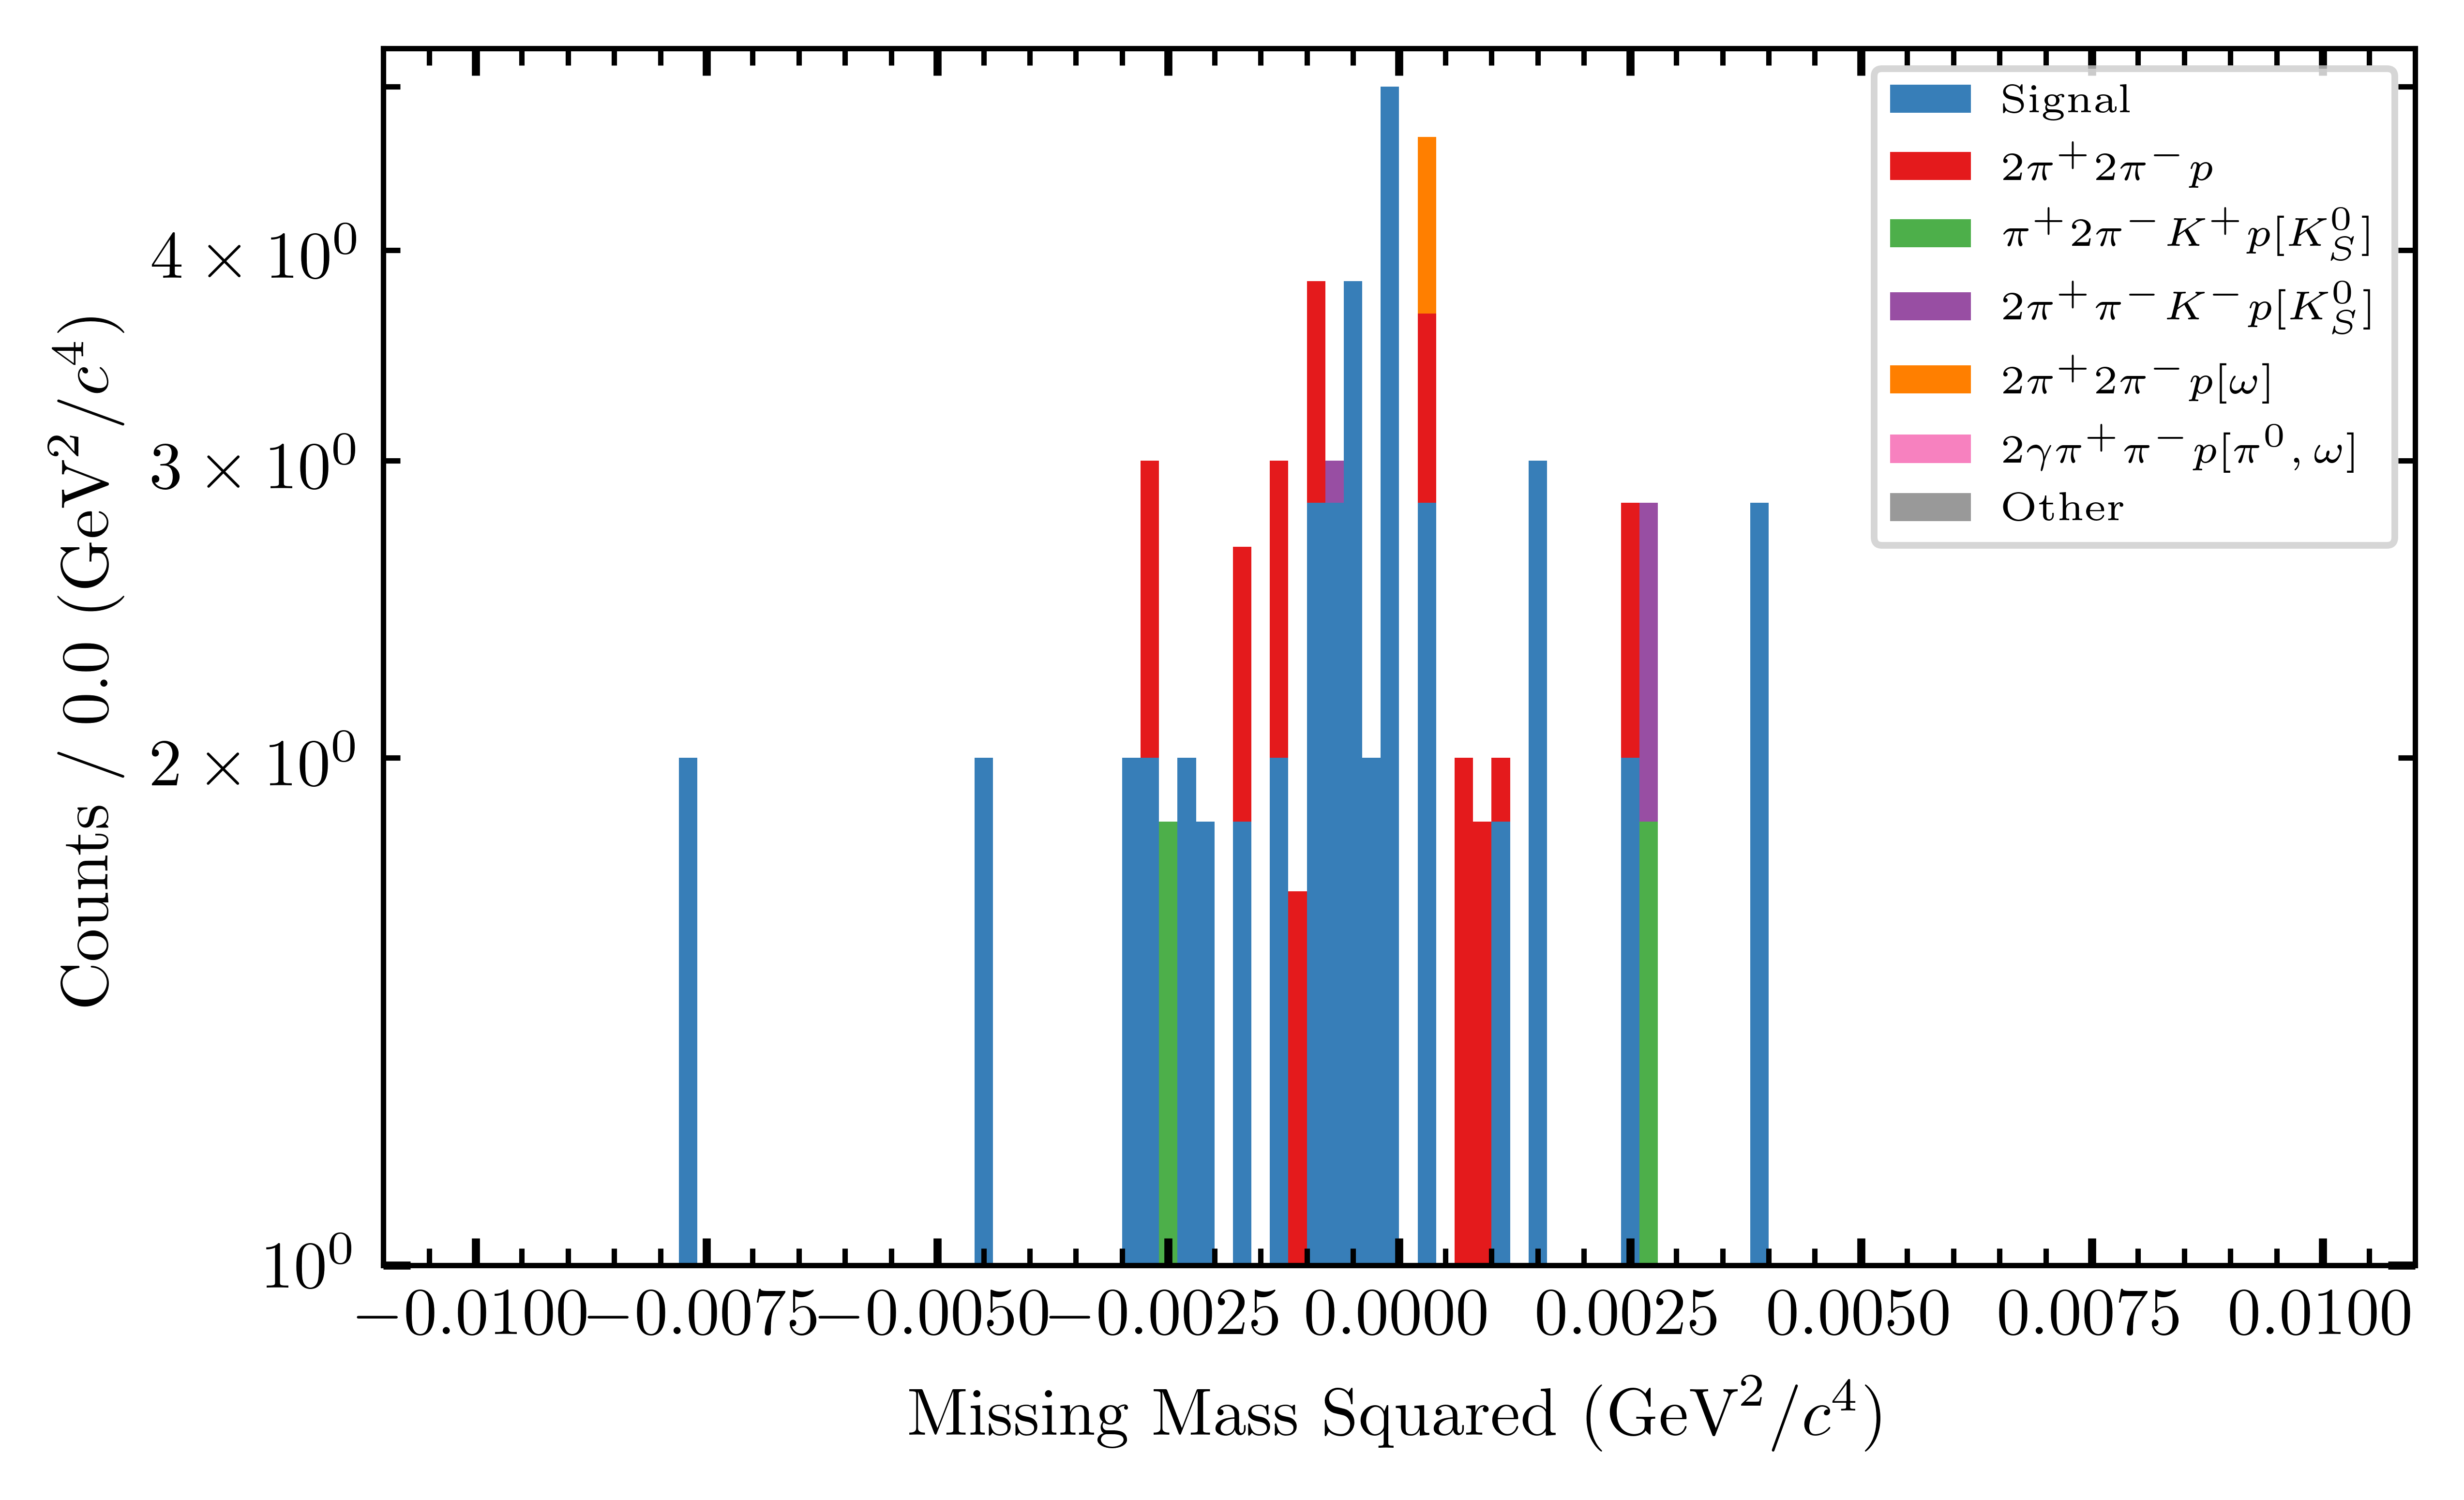 Counts / 0.0 (GeV²/c⁴)
4 × 10⁰
3 × 10⁰
2 × 10⁰
10⁰
Signal
2π⁺2π⁻p
π⁺2π⁻K⁺p[K⁰_S]
2π⁺π⁻K⁻p[K⁰_S]
2π⁺2π⁻p[ω]
2γπ⁺π⁻p[π⁰, ω]
Other
−0.0100 −0.0075 −0.0050 −0.0025 0.0000 0.0025 0.0050 0.0075 0.0100
Missing Mass Squared (GeV²/c⁴)